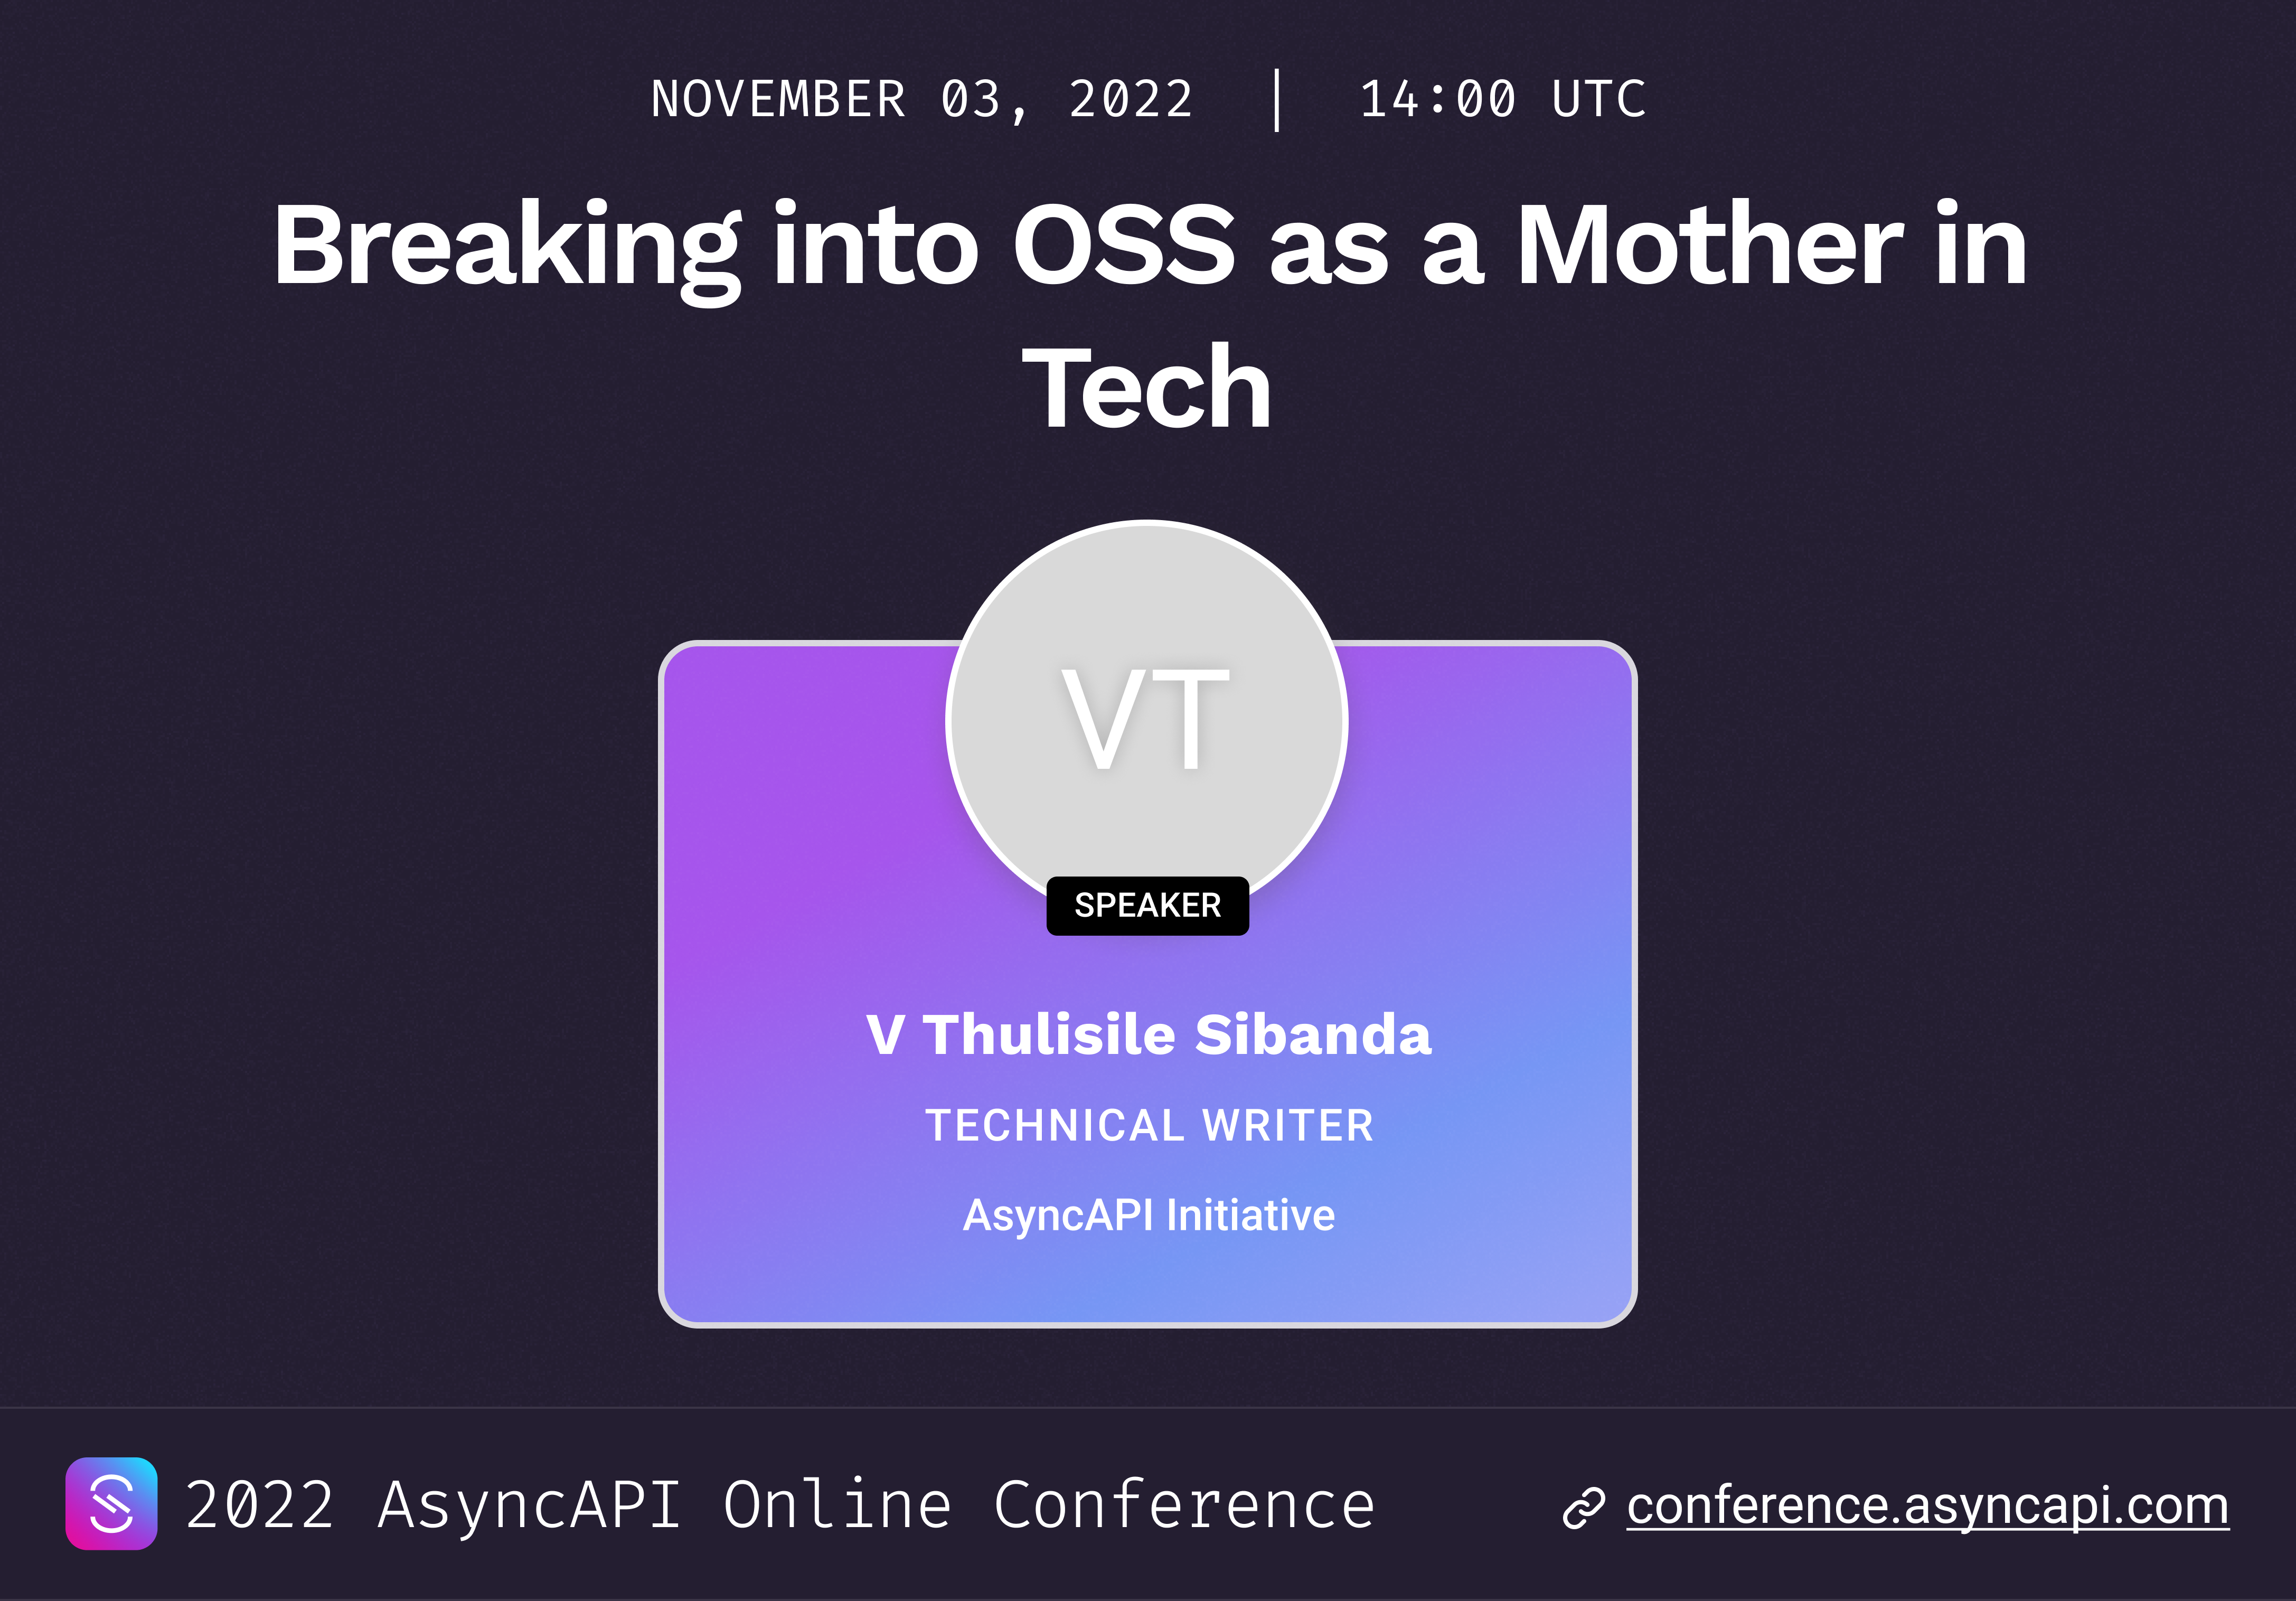 NOVEMBER 03, 2022 | 14:00 UTC
Breaking into OSS as a Mother in
Tech
VT
SPEAKER
V Thulisile Sibanda
TECHNICAL WRITER
AsyncAPI Initiative
2022 AsyncAPI Online Conference
conference.asyncapi.com